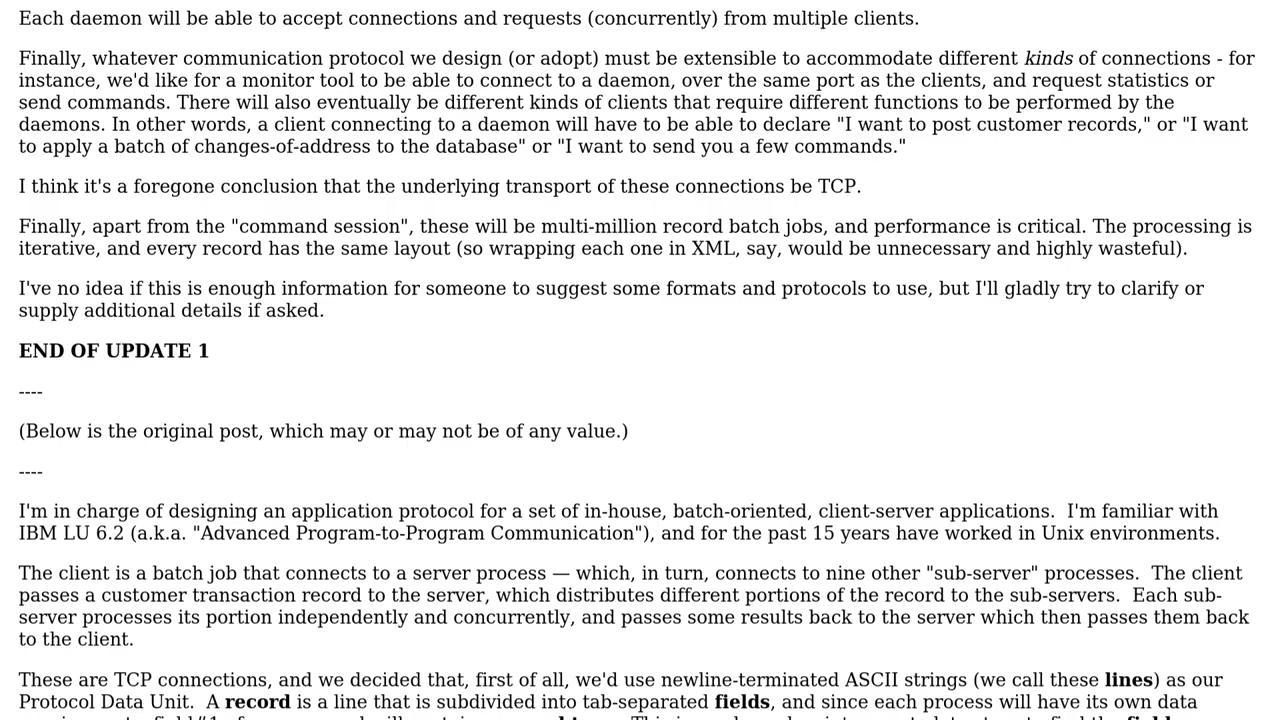 Each daemon will be able to accept connections and requests (concurrently) from multiple clients.
Finally, whatever communication protocol we design (or adopt) must be extensible to accommodate different kinds of connections - for
instance, we'd like for a monitor tool to be able to connect to a daemon, over the same port as the clients, and request statistics or
send commands. There will also eventually be different kinds of clients that require different functions to be performed by the
daemons. In other words, a client connecting to a daemon will have to be able to declare "I want to post customer records," or "I want
to apply a batch of changes-of-address to the database" or "I want to send you a few commands."
I think it's a foregone conclusion that the underlying transport of these connections be TCP.
Finally, apart from the "command session", these will be multi-million record batch jobs, and performance is critical. The processing is
iterative, and every record has the same layout (so wrapping each one in XML, say, would be unnecessary and highly wasteful).
I've no idea if this is enough information for someone to suggest some formats and protocols to use, but I'll gladly try to clarify or
supply additional details if asked.
END OF UPDATE 1
----
(Below is the original post, which may or may not be of any value.)
----
I'm in charge of designing an application protocol for a set of in-house, batch-oriented, client-server applications.  I'm familiar with
IBM LU 6.2 (a.k.a. "Advanced Program-to-Program Communication"), and for the past 15 years have worked in Unix environments.
The client is a batch job that connects to a server process — which, in turn, connects to nine other "sub-server" processes.  The client
passes a customer transaction record to the server, which distributes different portions of the record to the sub-servers.  Each sub-
server processes its portion independently and concurrently, and passes some results back to the server which then passes them back
to the client.
These are TCP connections, and we decided that, first of all, we'd use newline-terminated ASCII strings (we call these lines) as our
Protocol Data Unit.  A record is a line that is subdivided into tab-separated fields, and since each process will have its own data